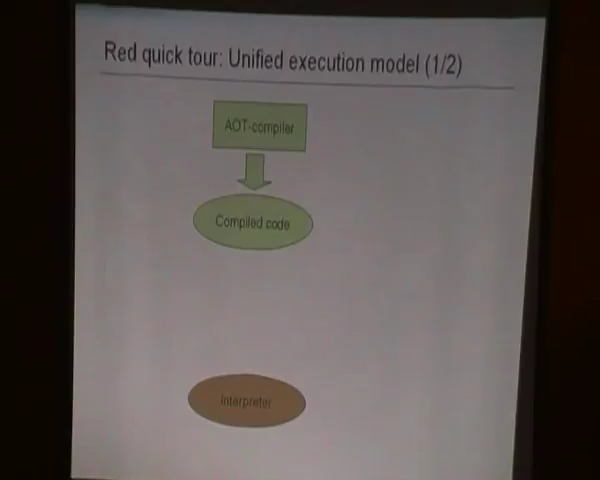 Red quick tour: Unified execution model (1/2)
AOT-compiler
Compiled code
Interpreter